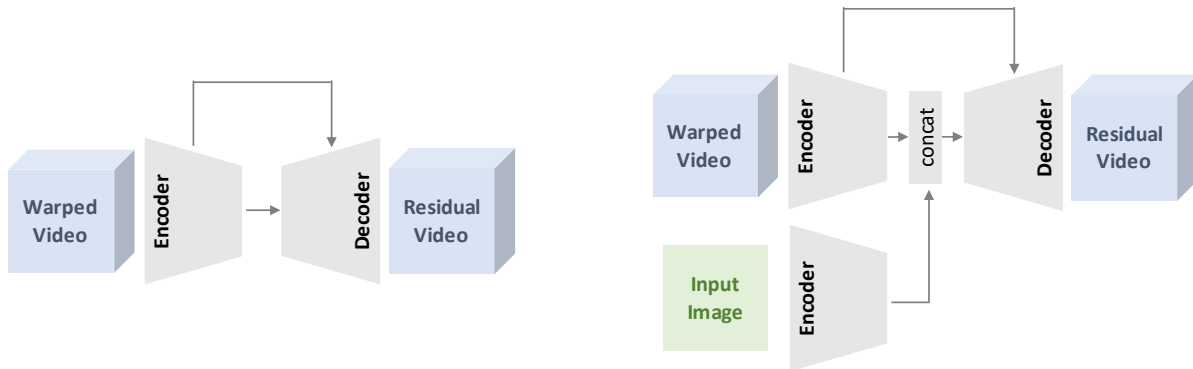 Warped
Video
Encoder
Decoder
Residual
Video
Warped
Video
Encoder
concat
Decoder
Residual
Video
Input
Image
Encoder